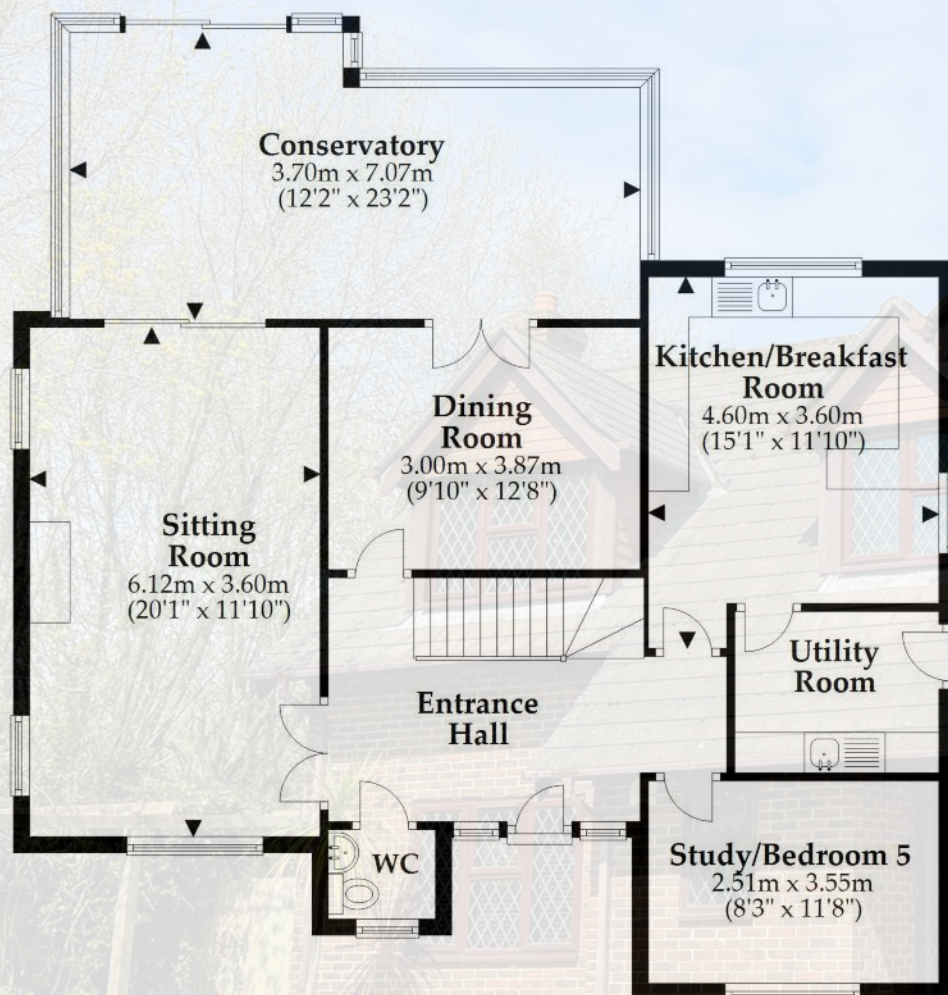 Conservatory
3.70m x 7.07m
(12'2" x 23'2")
Kitchen/Breakfast
Room
4.60m x 3.60m
(15'1" x 11'10")
Dining
Room
3.00m x 3.87m
(9'10" x 12'8")
Sitting
Room
6.12m x 3.60m
(20'1" x 11'10")
Utility
Room
Entrance
Hall
WC
Study/Bedroom 5
2.51m x 3.55m
(8'3" x 11'8")